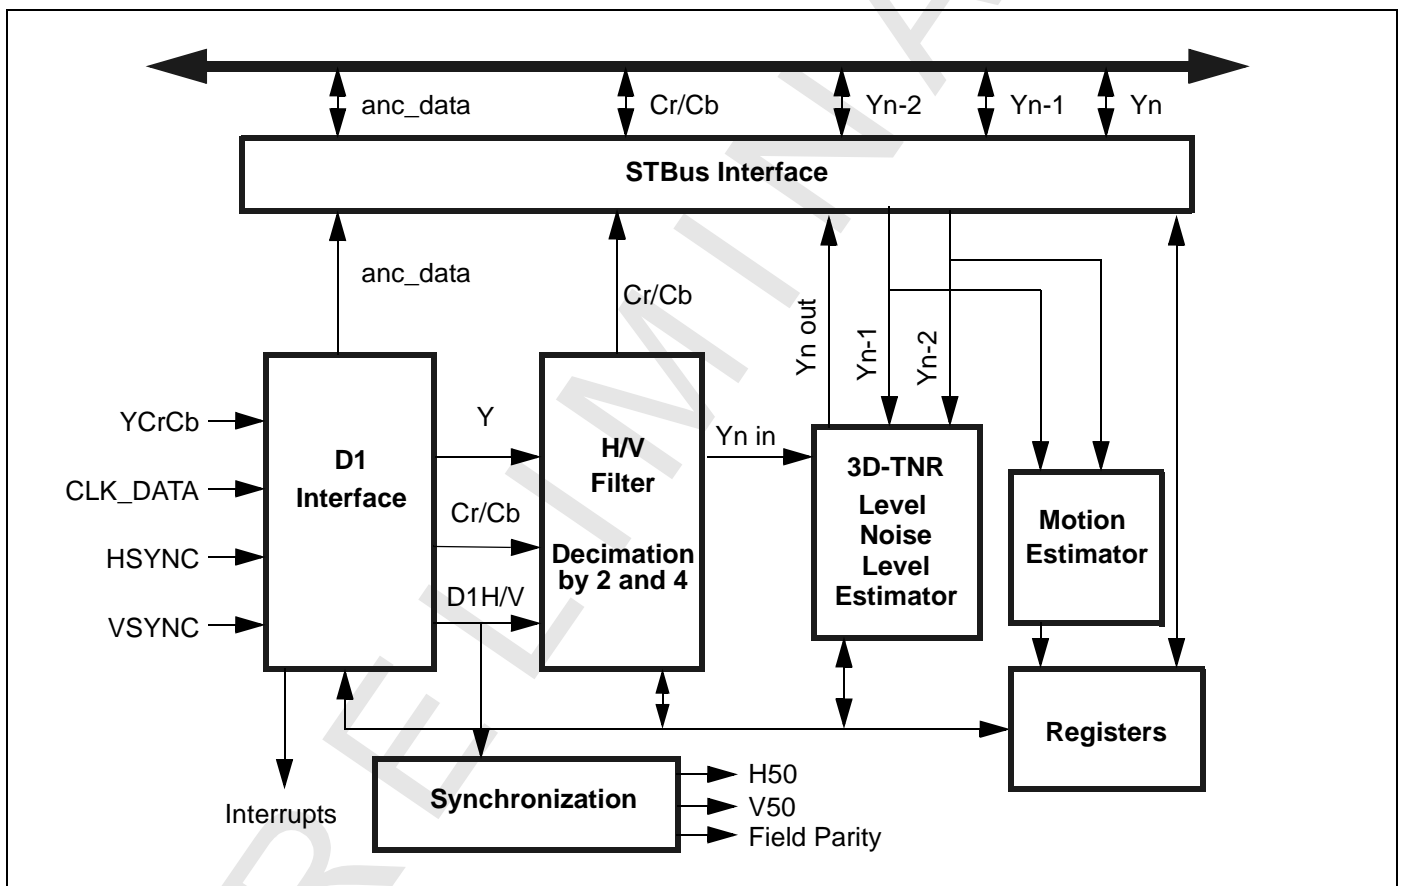 anc_data
Cr/Cb
Yn-2
Yn-1
Yn
STBus Interface
anc_data
Cr/Cb
Yn out
Yn-1
Yn-2
YCrCb
CLK_DATA
HSYNC
VSYNC
D1
Interface
Y
Cr/Cb
D1H/V
H/V
Filter
Decimation
by 2 and 4
Yn in
3D-TNR
Level
Noise
Level
Estimator
Motion
Estimator
Registers
Interrupts
Synchronization
H50
V50
Field Parity
RELIMINA